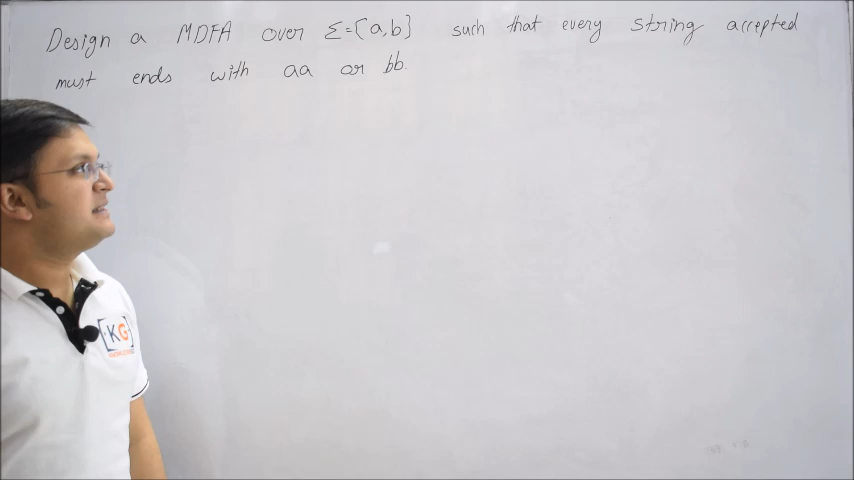 Design a MDFA over Σ={a,b} such that every string accepted
must ends with aa or bb.
KG